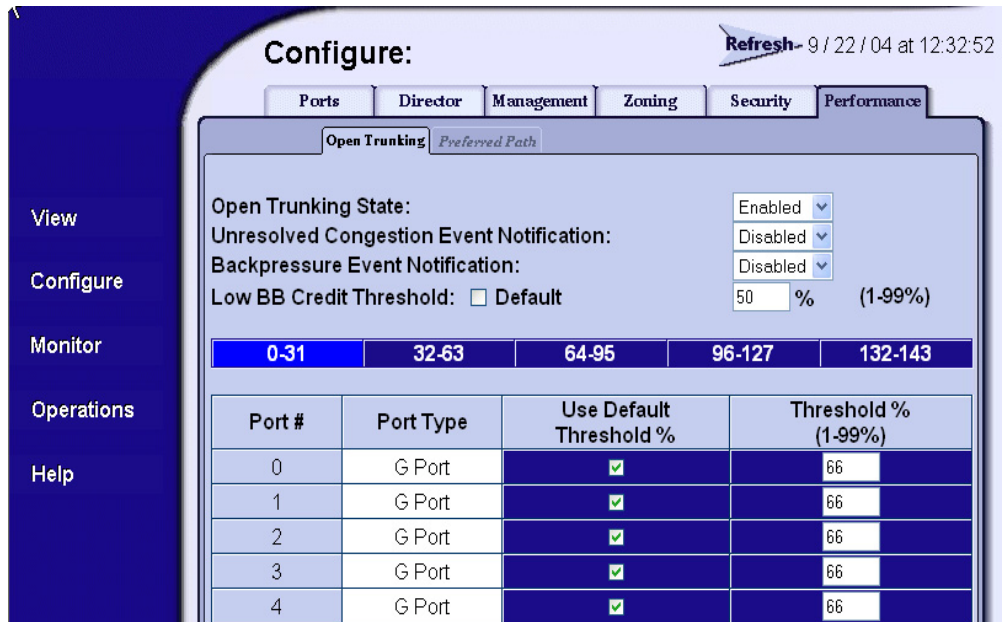 Configure:
Refresh- 9 / 22 / 04 at 12:32:52
Ports Director Management Zoning Security Performance
Open Trunking Preferred Path
View
Configure
Monitor
Operations
Help
Open Trunking State: Enabled
Unresolved Congestion Event Notification: Disabled
Backpressure Event Notification: Disabled
Low BB Credit Threshold: Default 50 % (1-99%)
0-31 32-63 64-95 96-127 132-143
Port # Port Type Use Default Threshold % Threshold % (1-99%)
0 G Port 66
1 G Port 66
2 G Port 66
3 G Port 66
4 G Port 66